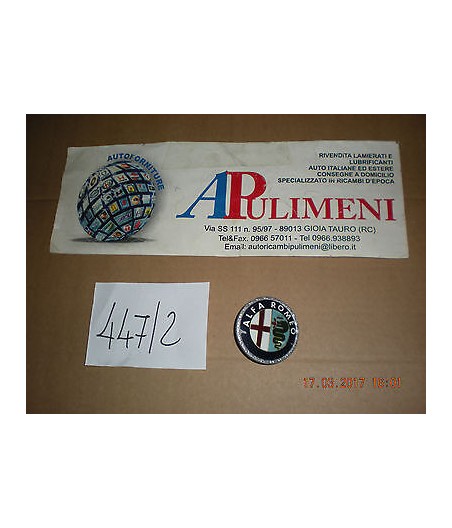 AUTOFORNITURE
RIVENDITA LAMIERATI E
LUBRIFICANTI
AUTO ITALIANE ED ESTERE
CONSEGNE A DOMICILIO
SPECIALIZZATO IN RICAMBI D'EPOCA
APULIMENI
Via SS 111 n. 95/97 - 89013 GIOIA TAURO (RC)
Tel&Fax. 0966 57011 - Tel 0966.938893
Email: autoricambipulimeni@libero.it
447/2
ALFA ROMEO
17.03.2017